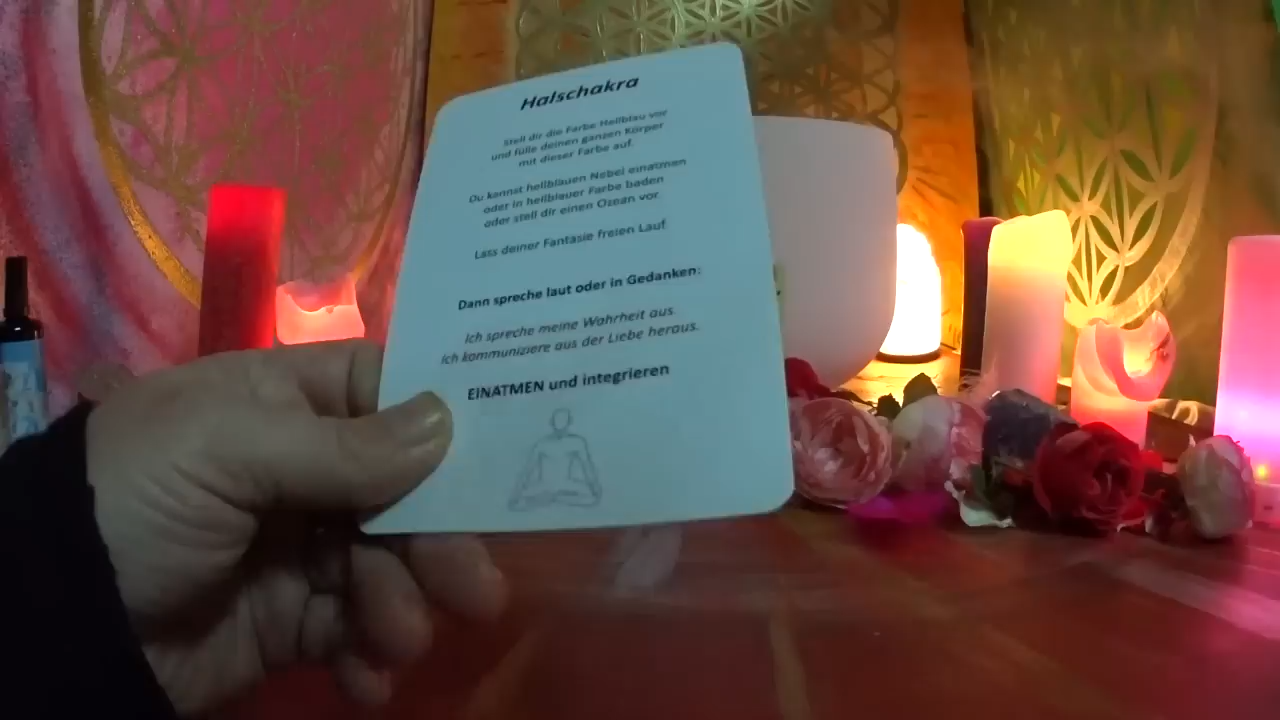 Halschakra
Stell dir die Farbe Hellblau vor
und fülle deinen ganzen Körper
mit dieser Farbe auf.
Du kannst hellblauen Nebel einatmen
oder in hellblauer Farbe baden
oder stell dir einen Ozean vor.
Lass deiner Fantasie freien Lauf.
Dann spreche laut oder in Gedanken:
Ich spreche meine Wahrheit aus.
Ich kommuniziere aus der Liebe heraus.
EINATMEN und integrieren